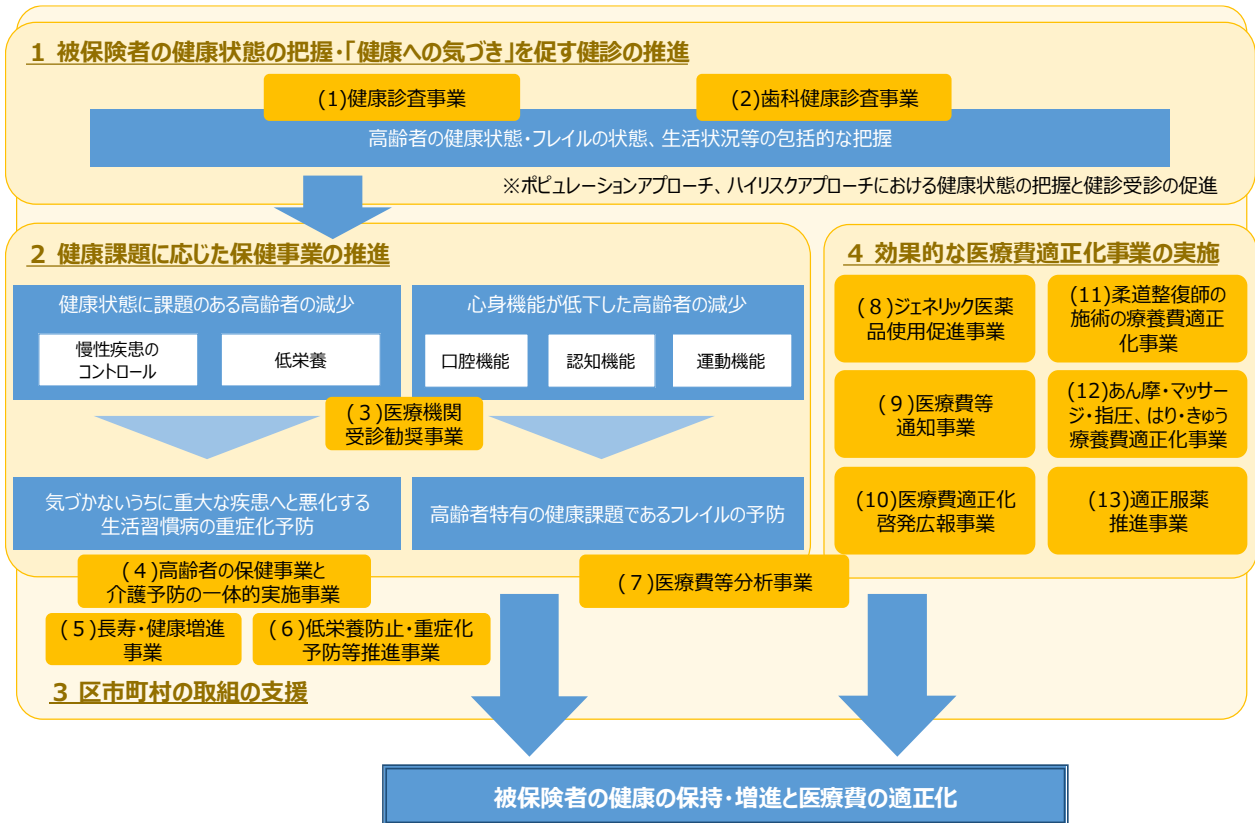 1 被保険者の健康状態の把握・「健康への気づき」を促す健診の推進
(1)健康診査事業
(2)歯科健康診査事業
高齢者の健康状態・フレイルの状態、生活状況等の包括的な把握
※ポピュレーションアプローチ、ハイリスクアプローチにおける健康状態の把握と健診受診の促進
2 健康課題に応じた保健事業の推進
健康状態に課題のある高齢者の減少
慢性疾患の
コントロール
低栄養
心身機能が低下した高齢者の減少
口腔機能
認知機能
運動機能
(3)医療機関
受診勧奨事業
気づかないうちに重大な疾患へと悪化する
生活習慣病の重症化予防
高齢者特有の健康課題であるフレイルの予防
(4)高齢者の保健事業と
介護予防の一体的実施事業
(5)長寿・健康増進
事業
(6)低栄養防止・重症化
予防等推進事業
(7)医療費等分析事業
3 区市町村の取組の支援
4 効果的な医療費適正化事業の実施
(8)ジェネリック医薬
品使用促進事業
(9)医療費等
通知事業
(10)医療費適正化
啓発広報事業
(11)柔道整復師の
施術の療養費適正
化事業
(12)あん摩・マッサー
ジ・指圧、はり・きゅう
療養費適正化事業
(13)適正服薬
推進事業
被保険者の健康の保持・増進と医療費の適正化